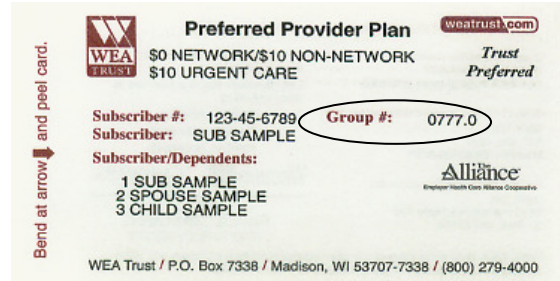 Bend at arrow and peel card.
WEA
TRUST
Preferred Provider Plan
weatrust.com
$0 NETWORK/$10 NON-NETWORK
$10 URGENT CARE
Trust
Preferred
Subscriber #: 123-45-6789
Group #: 0777.0
Subscriber: SUB SAMPLE
Subscriber/Dependents:
1 SUB SAMPLE
2 SPOUSE SAMPLE
3 CHILD SAMPLE
The
Alliance
Employer Health Care Alliance Cooperative
WEA Trust / P.O. Box 7338 / Madison, WI 53707-7338 / (800) 279-4000